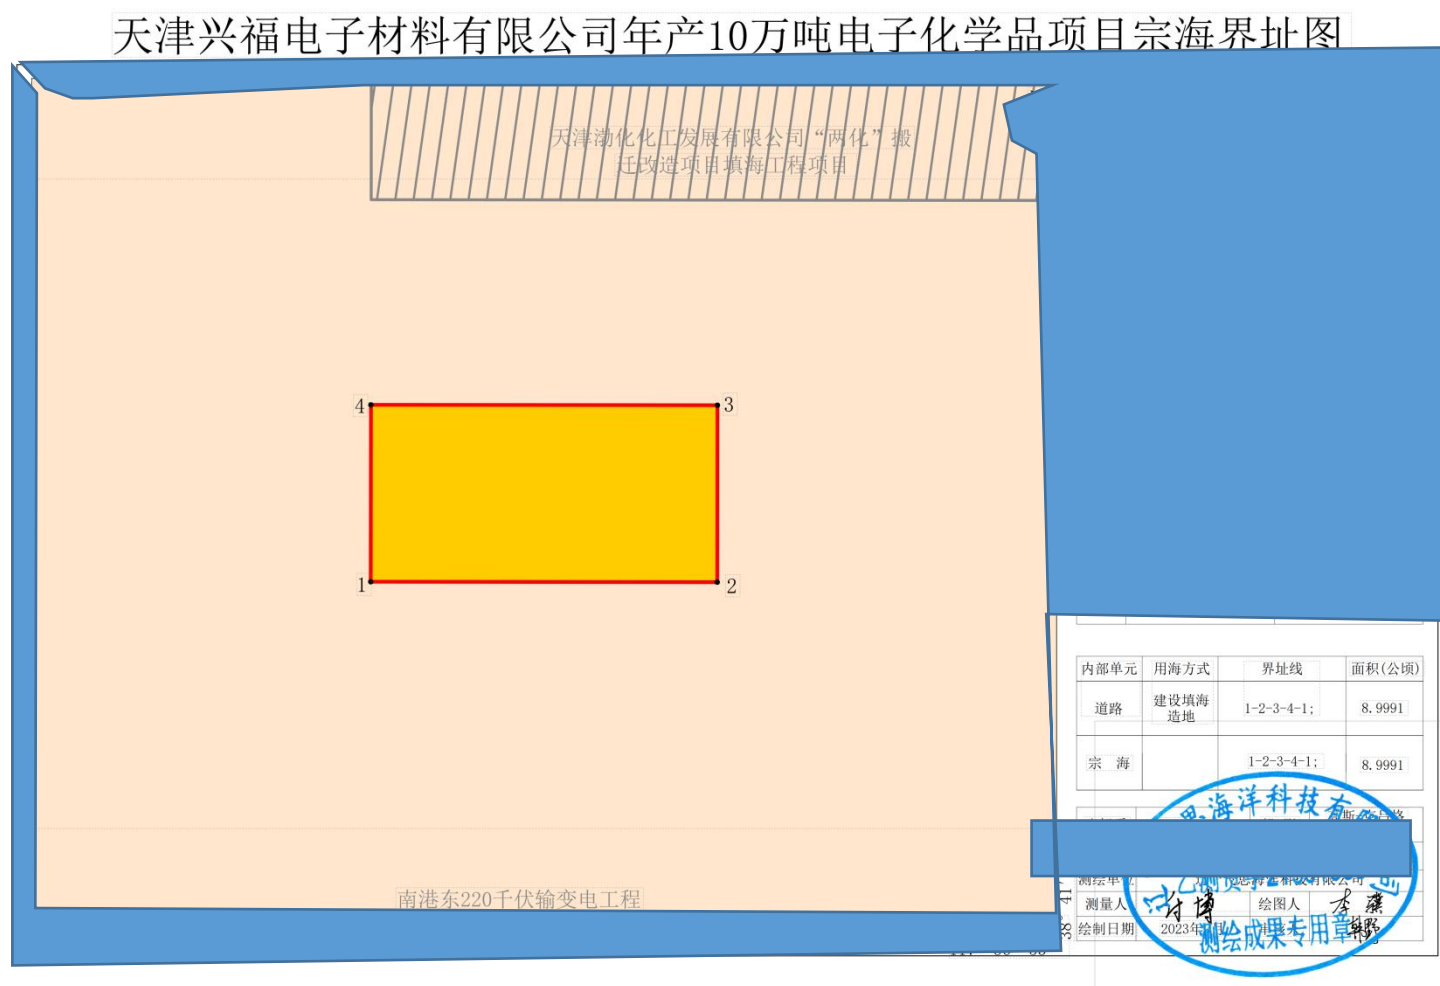 天津兴福电子材料有限公司年产10万吨电子化学品项目宗海界址图
天津渤化化工发展有限公司“两化”搬
迁改造项目填海工程项目
4
3
1
2
内部单元 用海方式 界址线 面积(公顷)
道路 建设填海造地 1-2-3-4-1; 8.9991
宗 海 1-2-3-4-1; 8.9991
海洋科技有
测绘单位
测量人 付博 绘图人
绘制日期 2023年
测绘成果专用章
南港东220千伏输变电工程